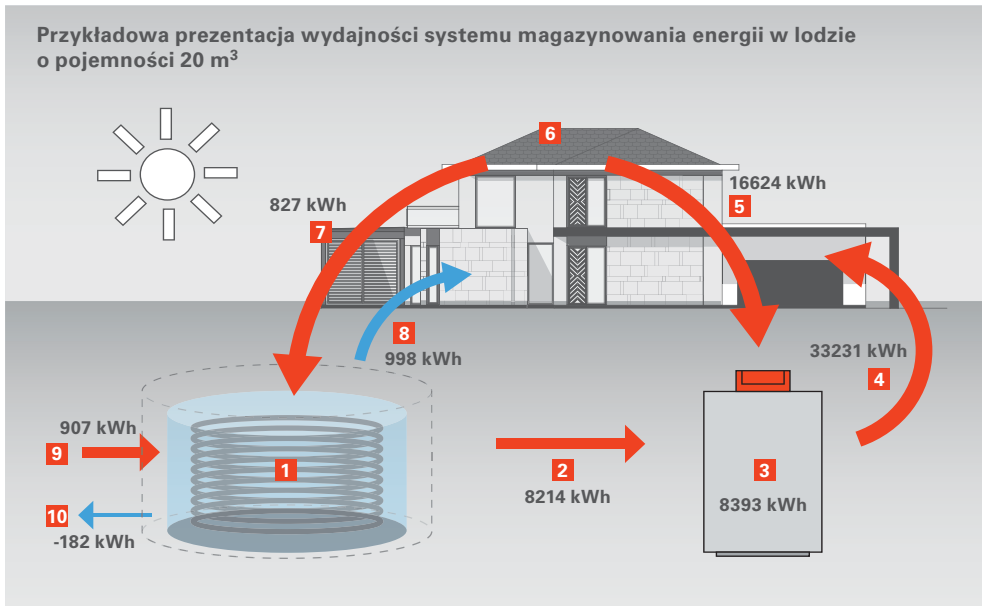 Przykładowa prezentacja wydajności systemu magazynowania energii w lodzie
o pojemności 20 m³
6
16624 kWh
5
827 kWh
7
8
998 kWh
33231 kWh
4
907 kWh
9
1
2
8214 kWh
3
8393 kWh
10
-182 kWh